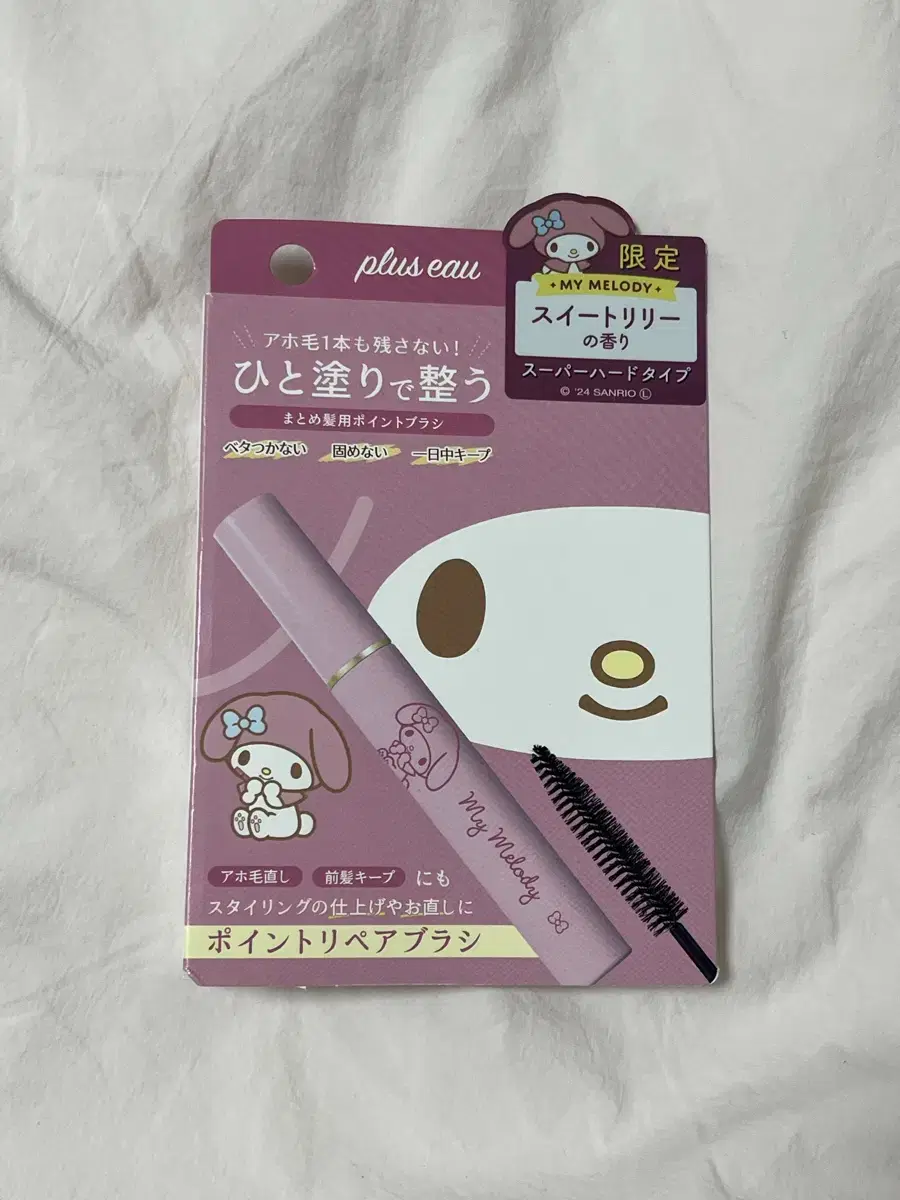 plus eau
限定
MY MELODY
スイートリリー
の香り
スーパーハードタイプ
© '24 SANRIO Ⓛ
アホ毛1本も残さない!
ひと塗りで整う
まとめ髪用ポイントブラシ
ベタつかない 固めない 一日中キープ
My Melody
アホ毛直し 前髪キープ にも
スタイリングの仕上げやお直しに
ポイントリペアブラシ